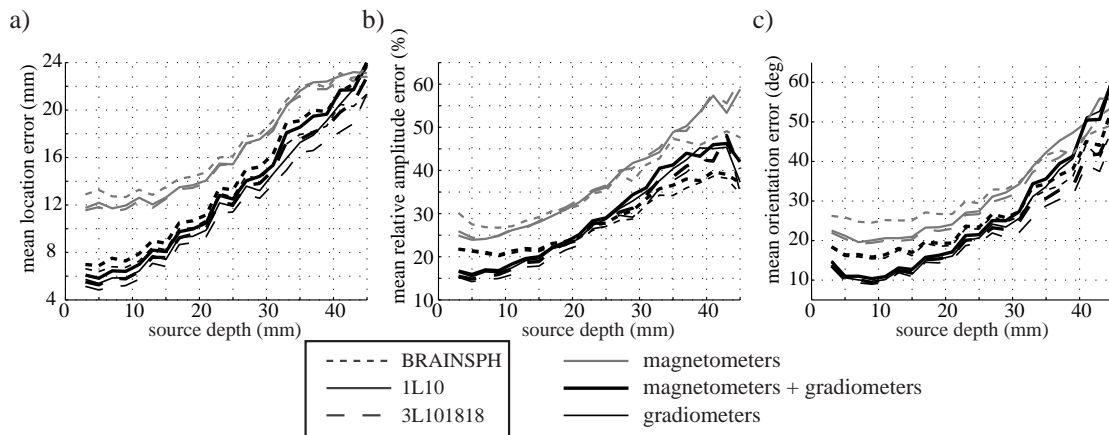 a)
b)
c)
mean location error (mm)
24
20
16
12
8
4
0
10
20
30
40
source depth (mm)
mean relative amplitude error (%)
65
50
40
30
20
10
0
10
20
30
40
source depth (mm)
mean orientation error (deg)
60
50
40
30
20
10
0
10
20
30
40
source depth (mm)
BRAINSPH
1L10
3L101818
magnetometers
magnetometers + gradiometers
gradiometers